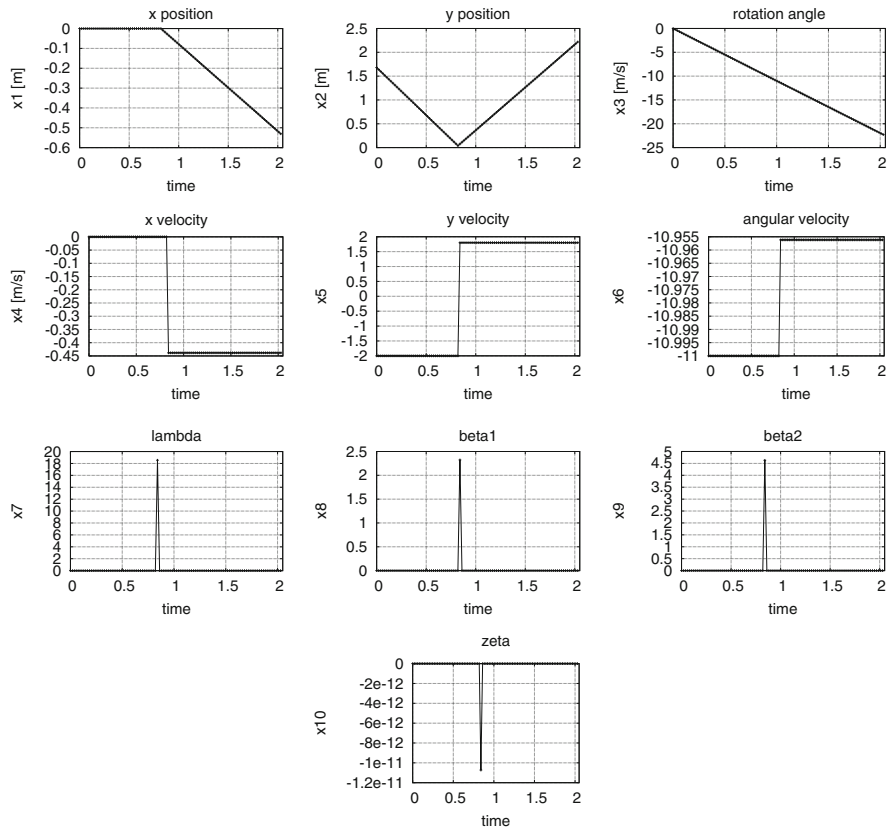 x position
x1 [m]
0
-0.1
-0.2
-0.3
-0.4
-0.5
-0.6
0 0.5 1 1.5 2
time
y position
x2 [m]
2.5
2
1.5
1
0.5
0
0 0.5 1 1.5 2
time
rotation angle
x3 [m/s]
0
-5
-10
-15
-20
-25
0 0.5 1 1.5 2
time
x velocity
x4 [m/s]
0
-0.05
-0.1
-0.15
-0.2
-0.25
-0.3
-0.35
-0.4
-0.45
0 0.5 1 1.5 2
time
y velocity
x5
2
1.5
1
0.5
0
-0.5
-1
-1.5
-2
0 0.5 1 1.5 2
time
angular velocity
x6
-10.955
-10.96
-10.965
-10.97
-10.975
-10.98
-10.985
-10.99
-10.995
-11
0 0.5 1 1.5 2
time
lambda
x7
20
18
16
14
12
10
8
6
4
2
0
0 0.5 1 1.5 2
time
beta1
x8
2.5
2
1.5
1
0.5
0
0 0.5 1 1.5 2
time
beta2
x9
5
4.5
4
3.5
3
2.5
2
1.5
1
0.5
0
0 0.5 1 1.5 2
time
zeta
x10
0
-2e-12
-4e-12
-6e-12
-8e-12
-1e-11
-1.2e-11
0 0.5 1 1.5 2
time